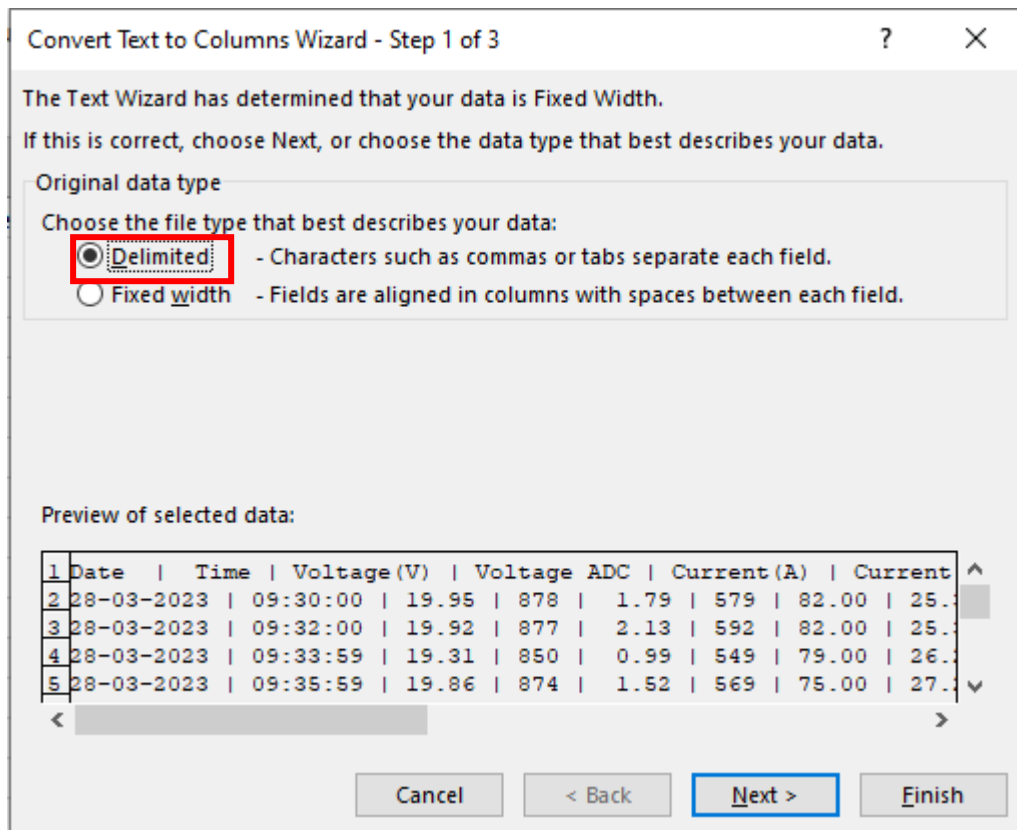 Convert Text to Columns Wizard - Step 1 of 3 ?
The Text Wizard has determined that your data is Fixed Width.
If this is correct, choose Next, or choose the data type that best describes your data.
Original data type
Choose the file type that best describes your data:
Delimited - Characters such as commas or tabs separate each field.
Fixed width - Fields are aligned in columns with spaces between each field.
Preview of selected data:
1 Date | Time | Voltage(V) | Voltage ADC | Current(A) | Current
2 28-03-2023 | 09:30:00 | 19.95 | 878 | 1.79 | 579 | 82.00 | 25.
3 28-03-2023 | 09:32:00 | 19.92 | 877 | 2.13 | 592 | 82.00 | 25.
4 28-03-2023 | 09:33:59 | 19.31 | 850 | 0.99 | 549 | 79.00 | 26.
5 28-03-2023 | 09:35:59 | 19.86 | 874 | 1.52 | 569 | 75.00 | 27.
Cancel < Back Next > Finish